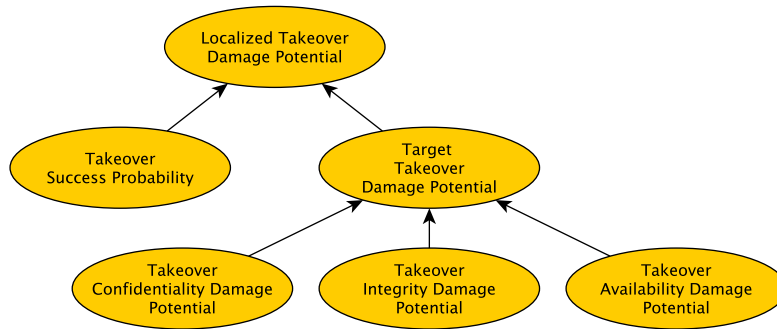 Localized Takeover
Damage Potential
Takeover
Success Probability
Target
Takeover
Damage Potential
Takeover
Confidentiality Damage
Potential
Takeover
Integrity Damage
Potential
Takeover
Availability Damage
Potential